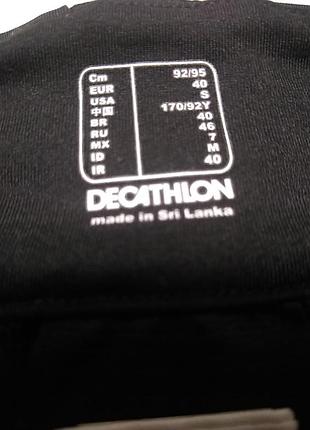 Cm 92/95
EUR 40
USA S
中国 170/92Y
BR 40
RU 46
MX 7
ID M
IR 40
DECATHLON
made in Sri Lanka